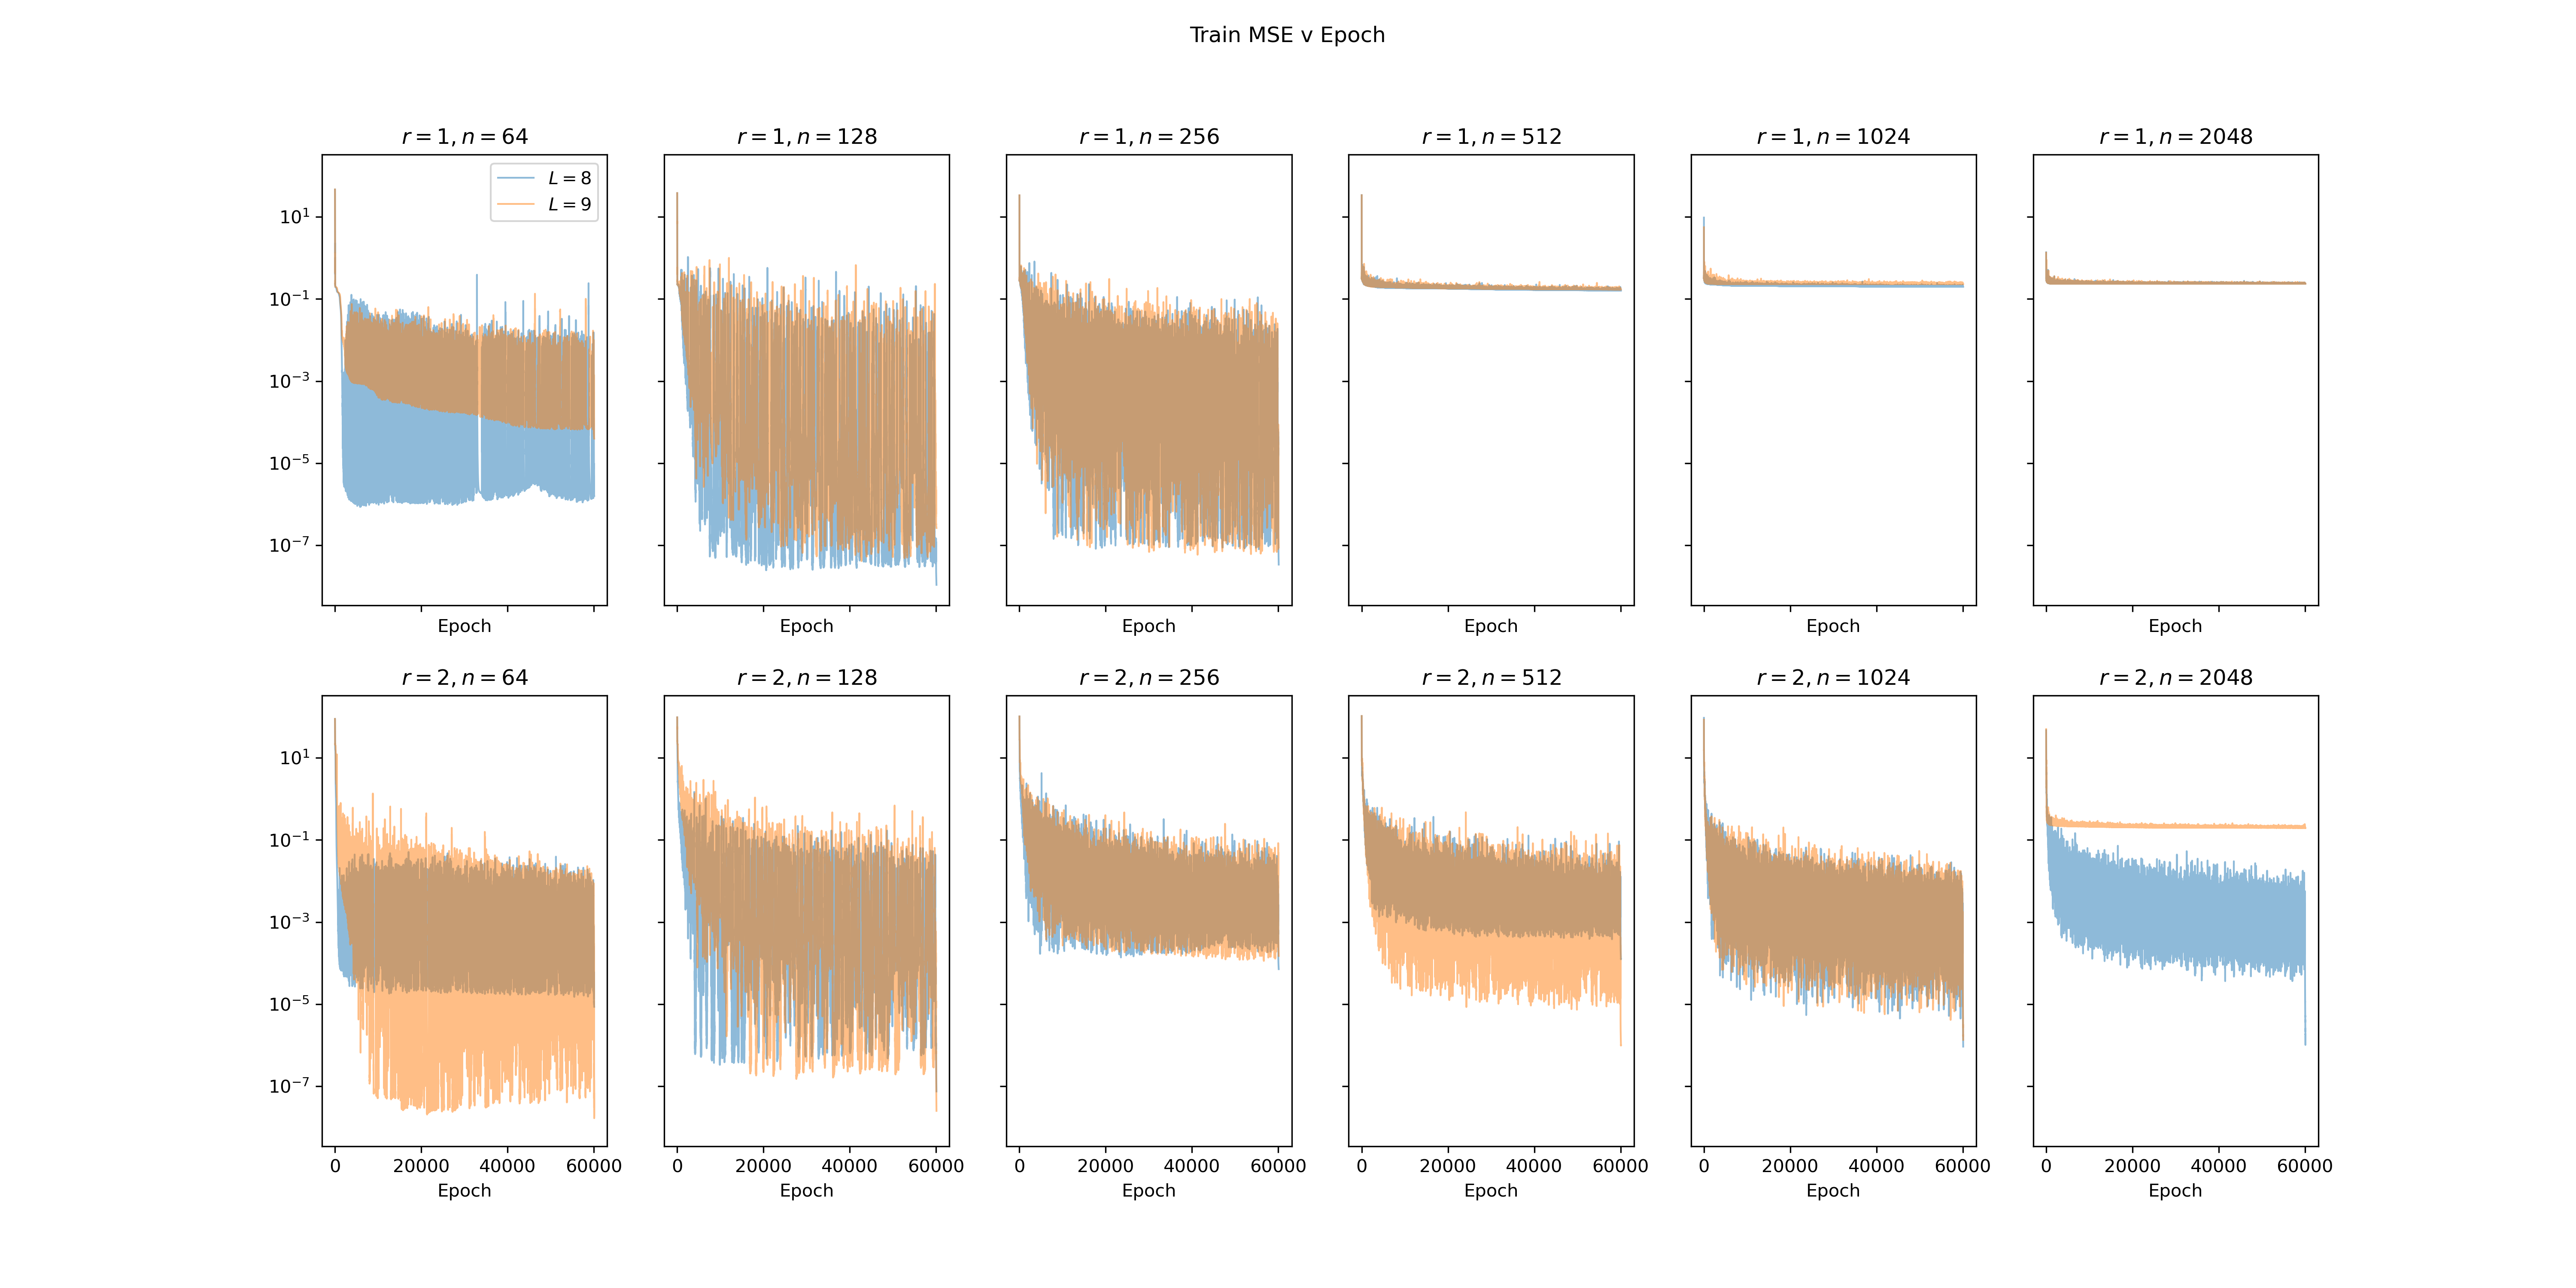 Train MSE v Epoch
r = 1, n = 64
r = 1, n = 128
r = 1, n = 256
r = 1, n = 512
r = 1, n = 1024
r = 1, n = 2048
L = 8
L = 9
10¹
10⁻¹
10⁻³
10⁻⁵
10⁻⁷
Epoch
Epoch
Epoch
Epoch
Epoch
Epoch
r = 2, n = 64
r = 2, n = 128
r = 2, n = 256
r = 2, n = 512
r = 2, n = 1024
r = 2, n = 2048
10¹
10⁻¹
10⁻³
10⁻⁵
10⁻⁷
0 20000 40000 60000
0 20000 40000 60000
0 20000 40000 60000
0 20000 40000 60000
0 20000 40000 60000
0 20000 40000 60000
Epoch
Epoch
Epoch
Epoch
Epoch
Epoch